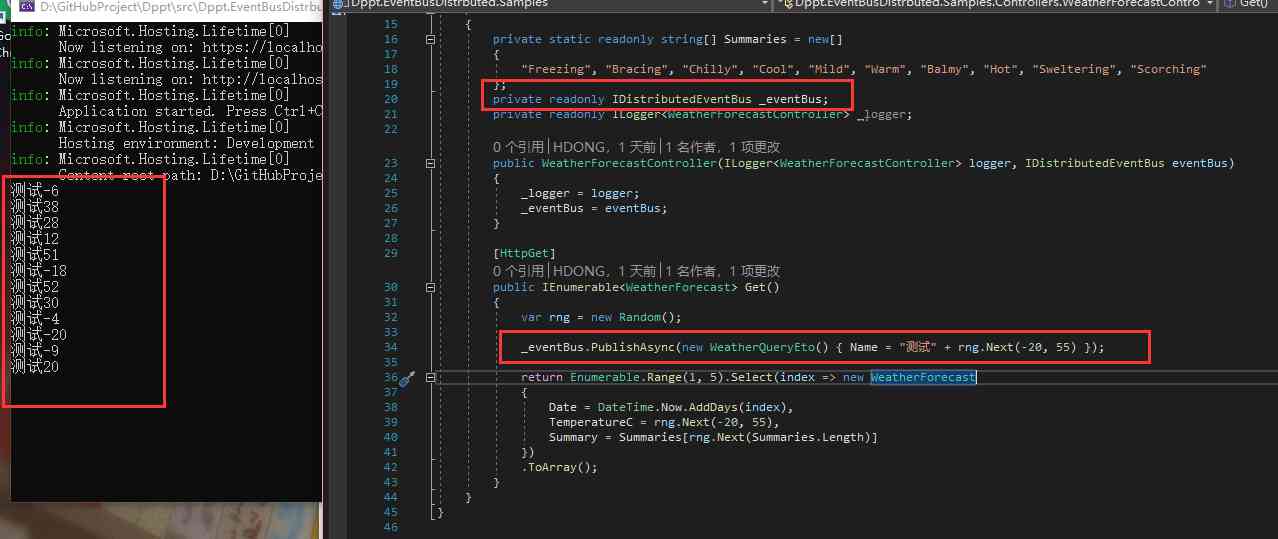 D:\GitHubProject\Dppt\src\Dppt.EventBusDistrbu
info: Microsoft.Hosting.Lifetime[0]
Now listening on: https://localho
info: Microsoft.Hosting.Lifetime[0]
Now listening on: http://localhos
info: Microsoft.Hosting.Lifetime[0]
Application started. Press Ctrl+C
info: Microsoft.Hosting.Lifetime[0]
Hosting environment: Development
info: Microsoft.Hosting.Lifetime[0]
Content root path: D:\GitHubProje
测试-6
测试38
测试28
测试12
测试51
测试-18
测试52
测试30
测试-4
测试-20
测试-9
测试20
Dppt.EventBusDistrbuted.Samples
Dppt.EventBusDistrbuted.Samples.Controllers.WeatherForecastContro
Get()
15 {
16 private static readonly string[] Summaries = new[]
17 {
18 "Freezing", "Bracing", "Chilly", "Cool", "Mild", "Warm", "Balmy", "Hot", "Sweltering", "Scorching"
19 };
20 private readonly IDistributedEventBus _eventBus;
21 private readonly ILogger<WeatherForecastController> _logger;
22
0 个引用 | HDONG，1 天前 | 1 名作者，1 项更改
23 public WeatherForecastController(ILogger<WeatherForecastController> logger, IDistributedEventBus eventBus)
24 {
25 _logger = logger;
26 _eventBus = eventBus;
27 }
28
29 [HttpGet]
0 个引用 | HDONG，1 天前 | 1 名作者，1 项更改
30 public IEnumerable<WeatherForecast> Get()
31 {
32 var rng = new Random();
33
34 _eventBus.PublishAsync(new WeatherQueryEto() { Name = "测试" + rng.Next(-20, 55) });
35
36 return Enumerable.Range(1, 5).Select(index => new WeatherForecast
37 {
38 Date = DateTime.Now.AddDays(index),
39 TemperatureC = rng.Next(-20, 55),
40 Summary = Summaries[rng.Next(Summaries.Length)]
41 })
42 .ToArray();
43 }
44 }
45 }
46